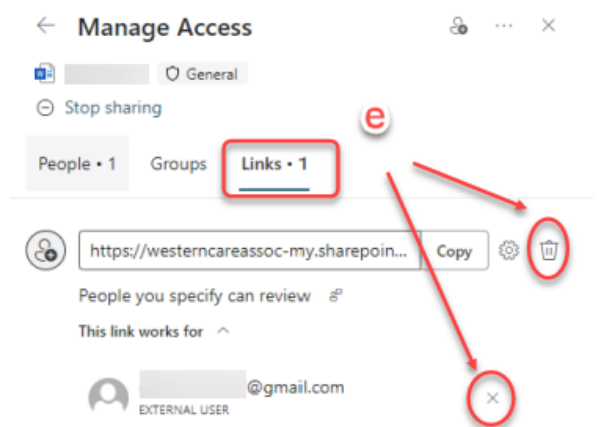 Manage Access
General
Stop sharing
e
People • 1 Groups Links • 1
https://westerncareassoc-my.sharepoin... Copy
People you specify can review
This link works for
@gmail.com
EXTERNAL USER